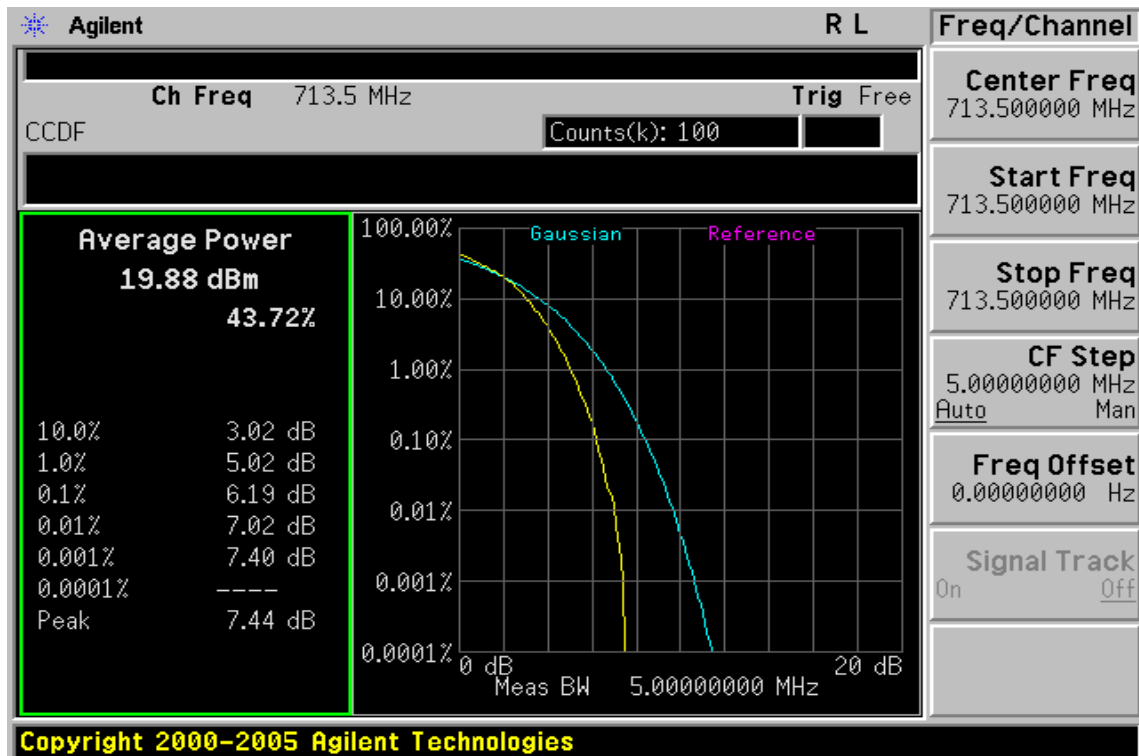 Agilent R L Freq/Channel
Ch Freq 713.5 MHz Trig Free
CCDF Counts(k): 100
Average Power
19.88 dBm
43.72%
10.0% 3.02 dB
1.0% 5.02 dB
0.1% 6.19 dB
0.01% 7.02 dB
0.001% 7.40 dB
0.0001% ----
Peak 7.44 dB
Gaussian Reference
100.00%
10.00%
1.00%
0.10%
0.01%
0.001%
0.0001%
0 dB 20 dB
Meas BW 5.00000000 MHz
Center Freq
713.500000 MHz
Start Freq
713.500000 MHz
Stop Freq
713.500000 MHz
CF Step
5.00000000 MHz
Auto Man
Freq Offset
0.00000000 Hz
Signal Track
On Off
Copyright 2000-2005 Agilent Technologies